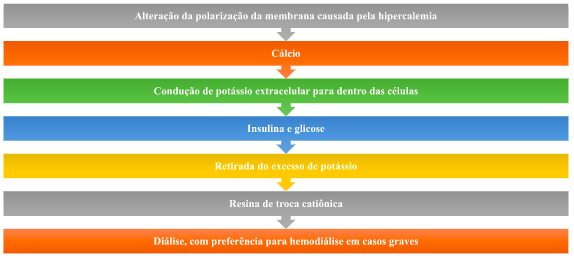 Alteração da polarização da membrana causada pela hipercalemia
Cálcio
Condução de potássio extracelular para dentro das células
Insulina e glicose
Retirada do excesso de potássio
Resina de troca catiônica
Diálise, com preferência para hemodiálise em casos graves